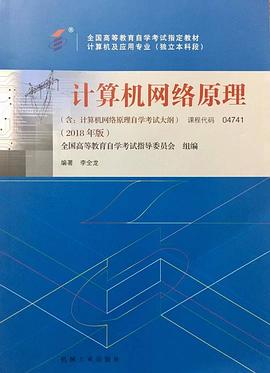 全国高等教育自学考试指定教材
计算机及应用专业（独立本科段）
计算机网络原理
（含：计算机网络原理自学考试大纲） 课程代码 04741
（2018 年版）
全国高等教育自学考试指导委员会 组编
编著 李全龙
机械工业出版社